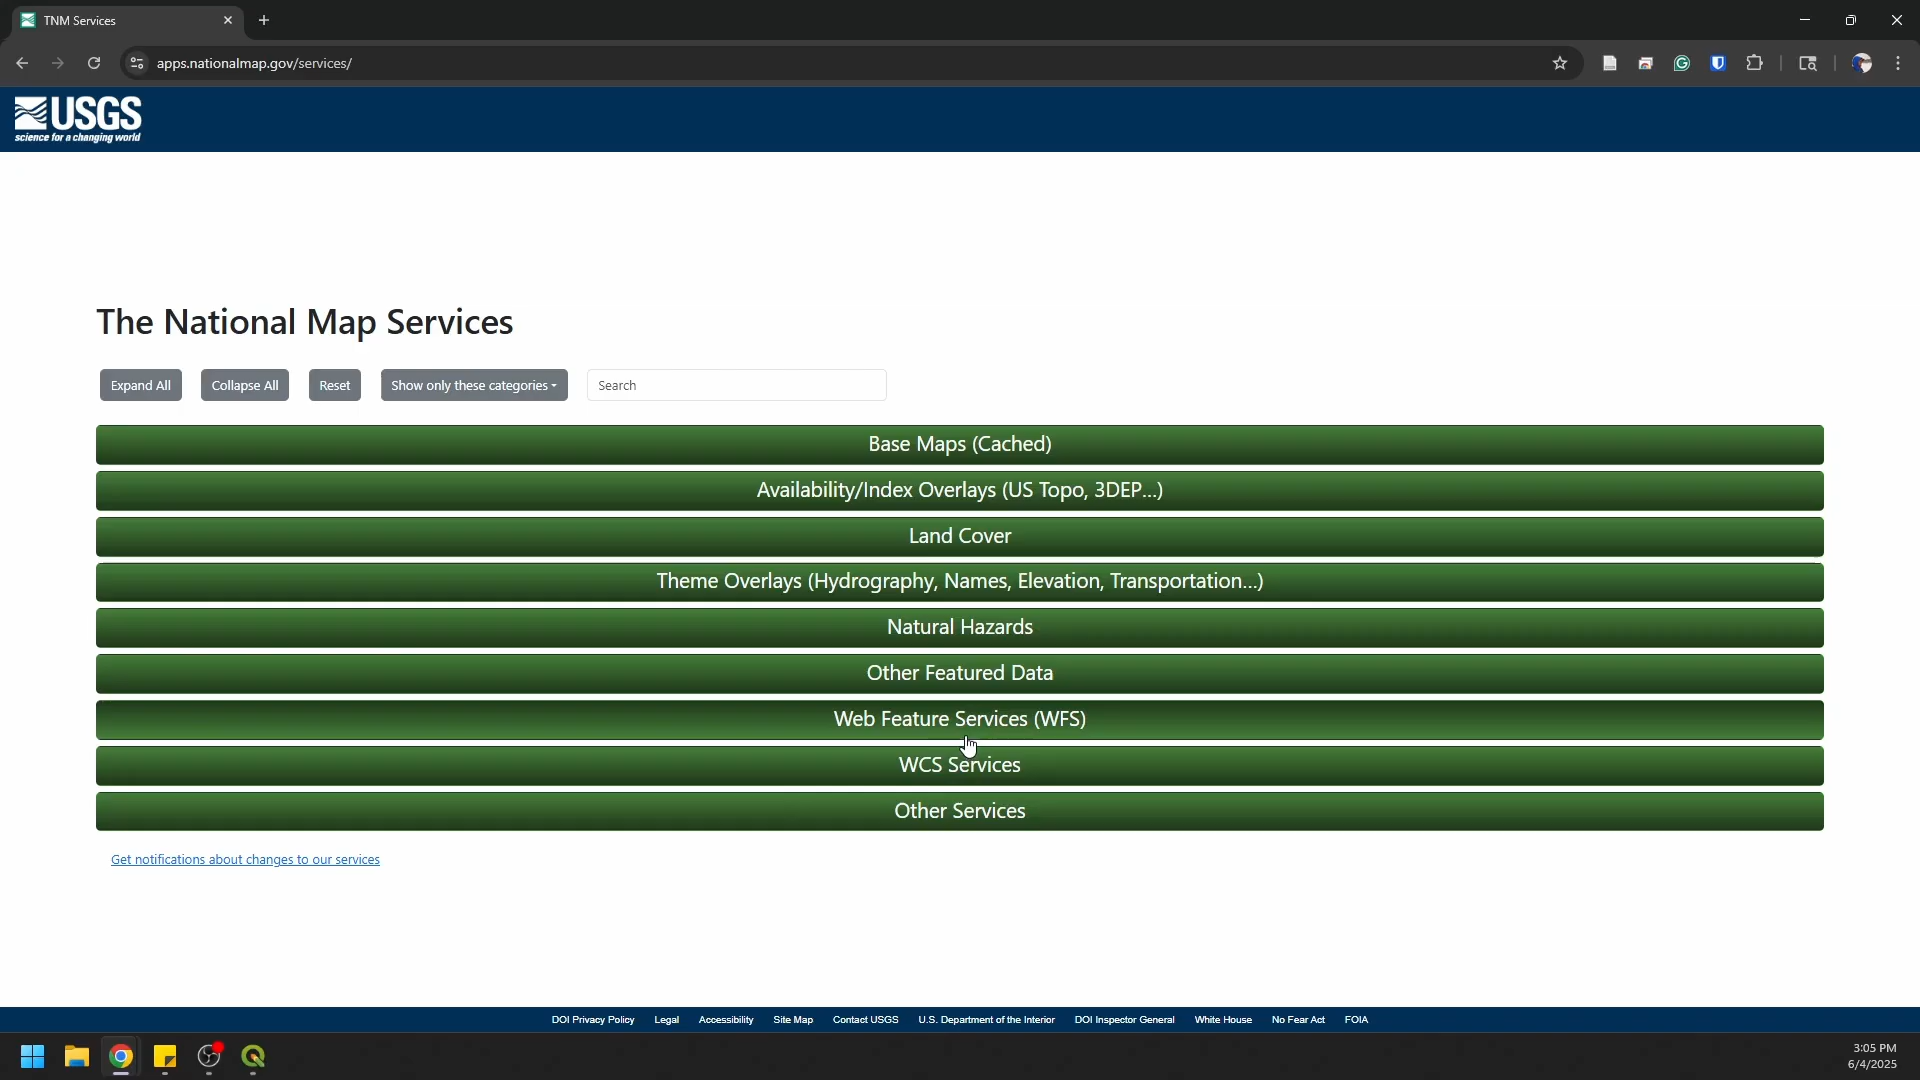 TNM Services
apps.nationalmap.gov/services/
USGS
science for a changing world
The National Map Services
Expand All
Collapse All
Reset
Show only these categories
Search
Base Maps (Cached)
Availability/Index Overlays (US Topo, 3DEP...)
Land Cover
Theme Overlays (Hydrography, Names, Elevation, Transportation...)
Natural Hazards
Other Featured Data
Web Feature Services (WFS)
WCS Services
Other Services
Get notifications about changes to our services
DOI Privacy Policy Legal Accessibility Site Map Contact USGS U.S. Department of the Interior DOI Inspector General White House No Fear Act FOIA
3:05 PM
6/4/2025